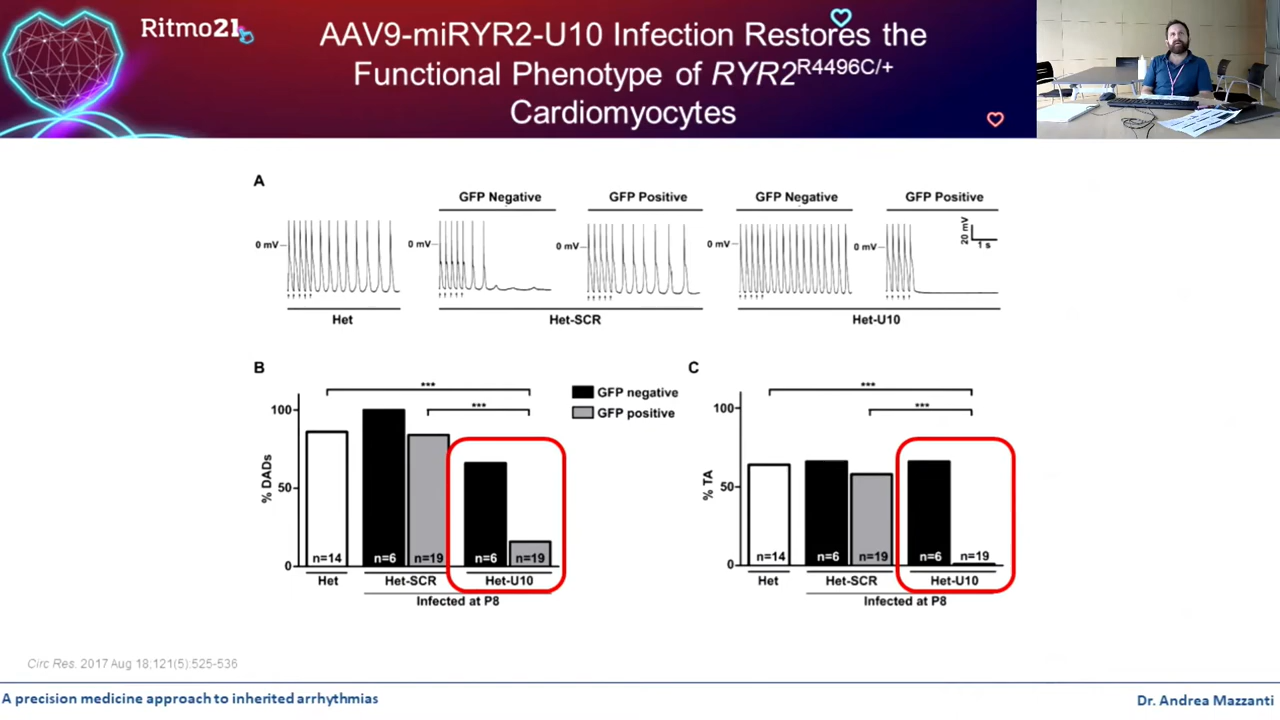 Ritmo21
AAV9-miRYR2-U10 Infection Restores the
Functional Phenotype of RYR2R4496C/+
Cardiomyocytes
A
GFP Negative
GFP Positive
GFP Negative
GFP Positive
0 mV
0 mV
0 mV
0 mV
0 mV
20 mV
1 s
Het
Het-SCR
Het-U10
B
***
***
% DADs
100
50
0
n=14
n=6
n=19
n=6
n=19
Het
Het-SCR
Het-U10
Infected at P8
GFP negative
GFP positive
C
***
***
% TA
100
50
0
n=14
n=6
n=19
n=6
n=19
Het
Het-SCR
Het-U10
Infected at P8
Circ Res. 2017 Aug 18;121(5):525-536
A precision medicine approach to inherited arrhythmias
Dr. Andrea Mazzanti